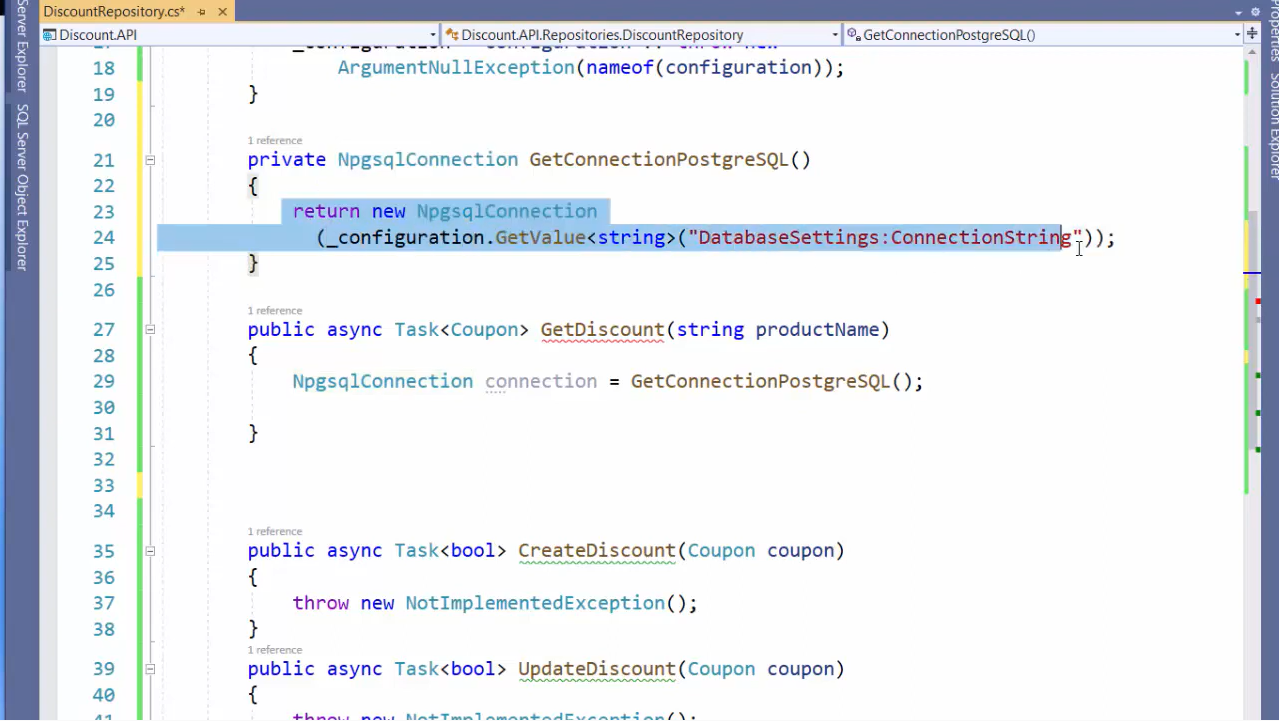 DiscountRepository.cs*
Discount.API
Discount.API.Repositories.DiscountRepository
GetConnectionPostgreSQL()
Server Explorer
SQL Server Object Explorer
Properties
Solution Explorer
18 ArgumentNullException(nameof(configuration));
19 }
20
1 reference
21 private NpgsqlConnection GetConnectionPostgreSQL()
22 {
23 return new NpgsqlConnection
24 (_configuration.GetValue<string>("DatabaseSettings:ConnectionString"));
25 }
26
1 reference
27 public async Task<Coupon> GetDiscount(string productName)
28 {
29 NpgsqlConnection connection = GetConnectionPostgreSQL();
30
31 }
32
33
34
1 reference
35 public async Task<bool> CreateDiscount(Coupon coupon)
36 {
37 throw new NotImplementedException();
38 }
1 reference
39 public async Task<bool> UpdateDiscount(Coupon coupon)
40 {
throw new NotImplementedException();